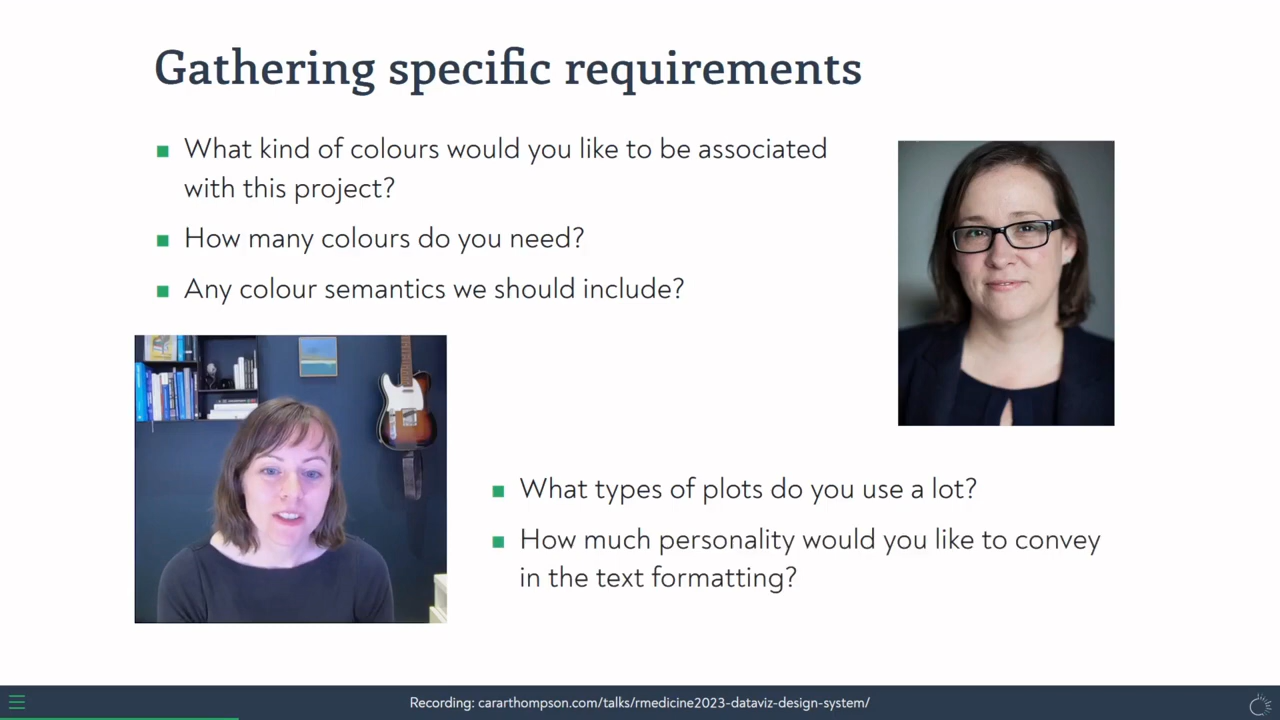 Gathering specific requirements
What kind of colours would you like to be associated
with this project?
How many colours do you need?
Any colour semantics we should include?
What types of plots do you use a lot?
How much personality would you like to convey
in the text formatting?
Recording: cararthompson.com/talks/rmedicine2023-dataviz-design-system/